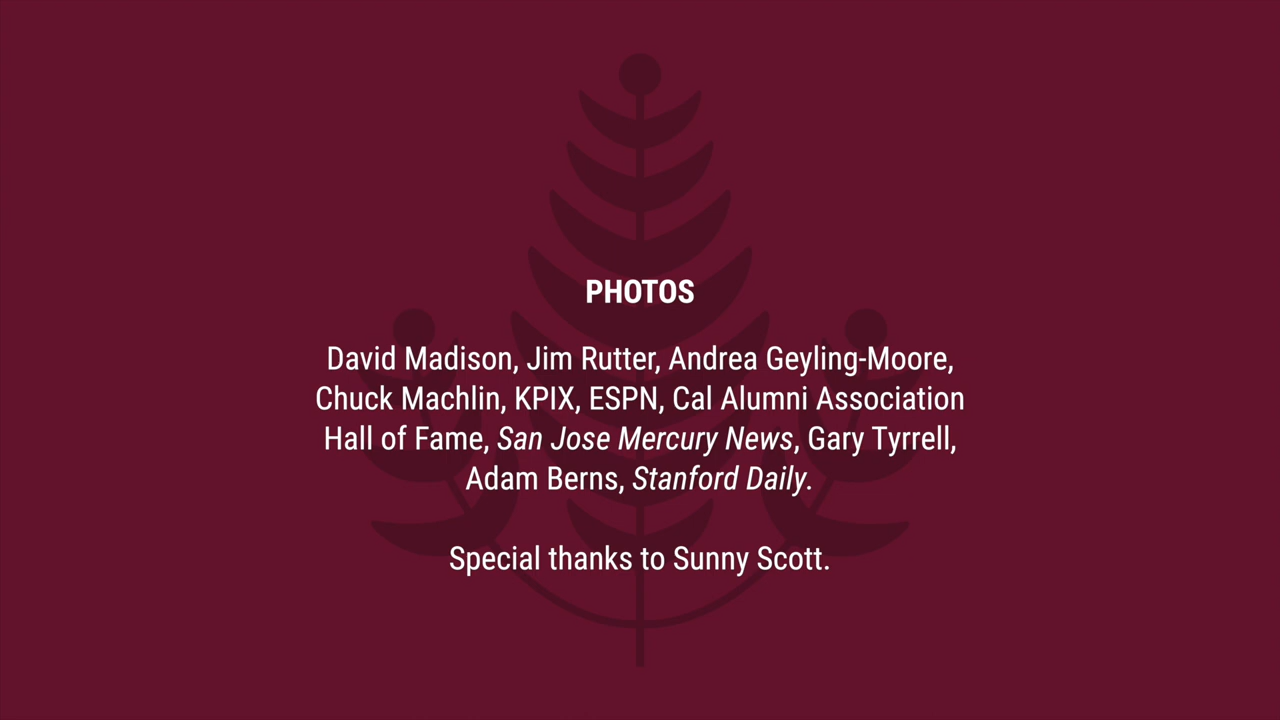 PHOTOS
David Madison, Jim Rutter, Andrea Geyling-Moore,
Chuck Machlin, KPIX, ESPN, Cal Alumni Association
Hall of Fame, San Jose Mercury News, Gary Tyrrell,
Adam Berns, Stanford Daily.
Special thanks to Sunny Scott.